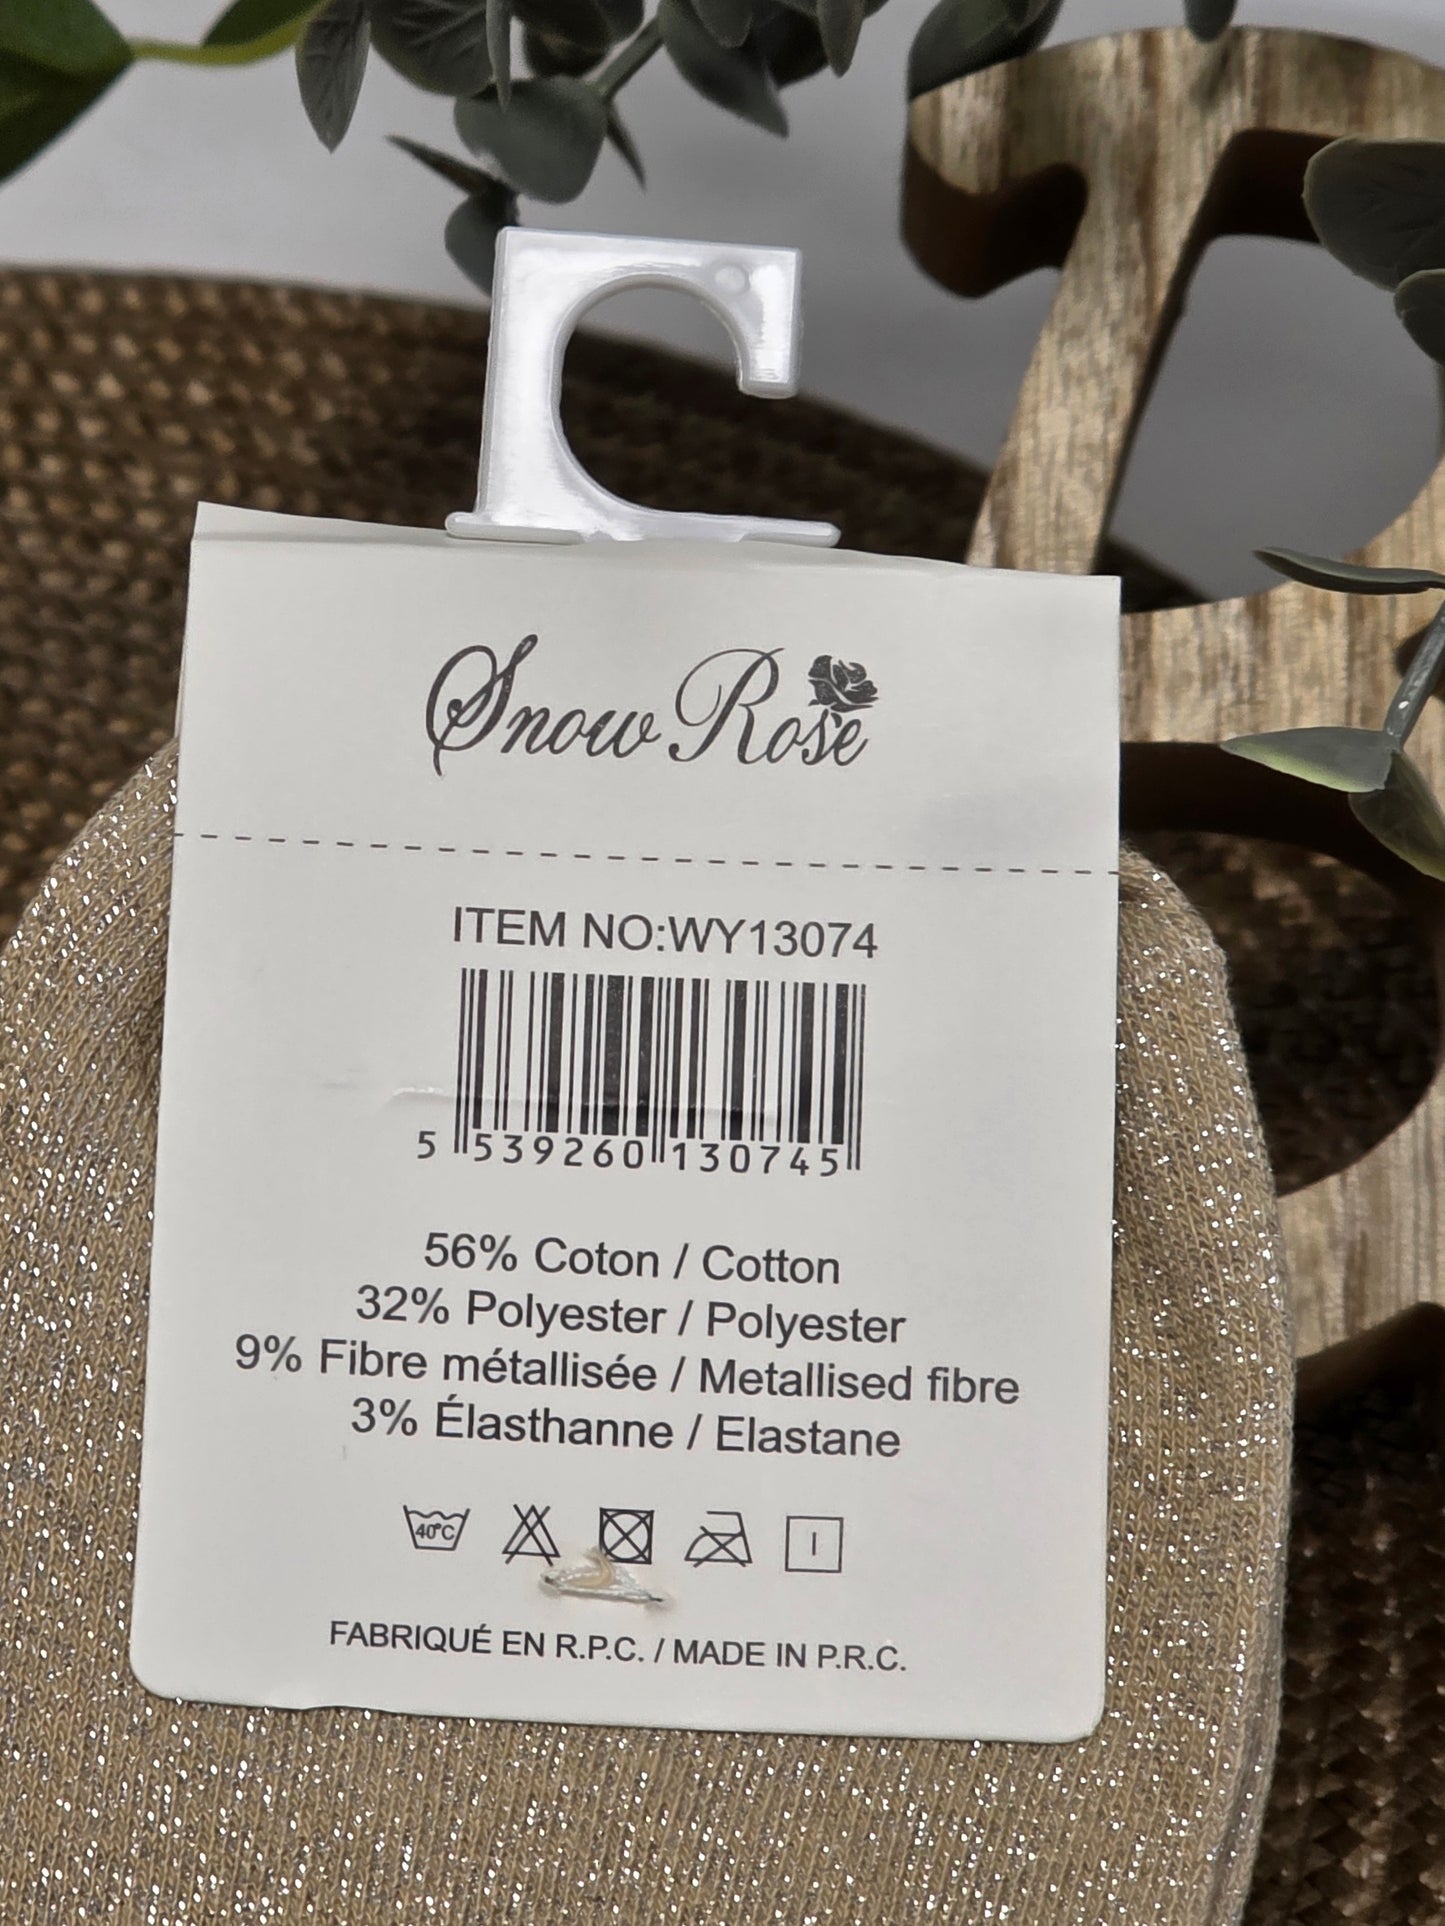 Snow Rose
ITEM NO:WY13074
5 539260 130745
56% Coton / Cotton
32% Polyester / Polyester
9% Fibre métallisée / Metallised fibre
3% Élasthanne / Elastane
40°C
FABRIQUÉ EN R.P.C. / MADE IN P.R.C.